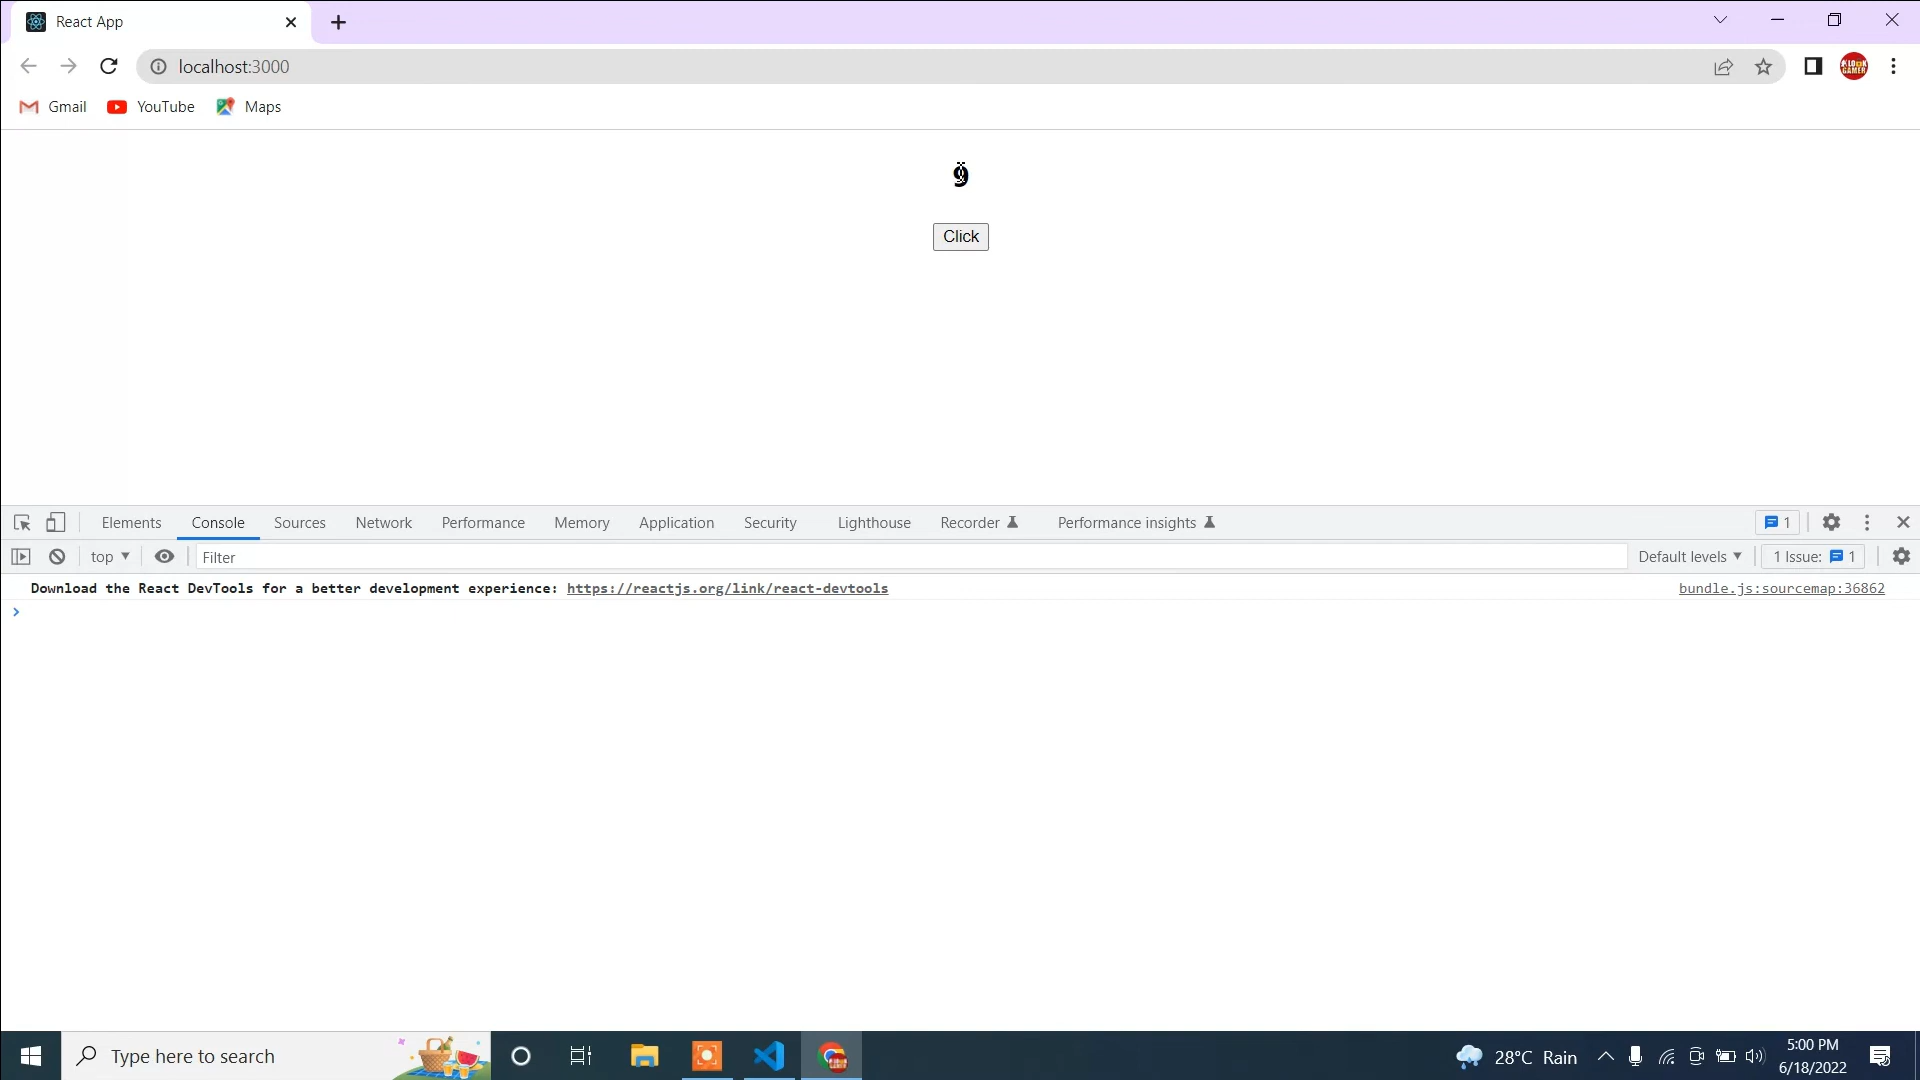 React App
localhost:3000
Gmail YouTube Maps
9
Click
Elements Console Sources Network Performance Memory Application Security Lighthouse Recorder Performance insights 1
top Filter Default levels 1 Issue: 1
Download the React DevTools for a better development experience: https://reactjs.org/link/react-devtools bundle.js:sourcemap:36862
Type here to search 28°C Rain 5:00 PM
6/18/2022